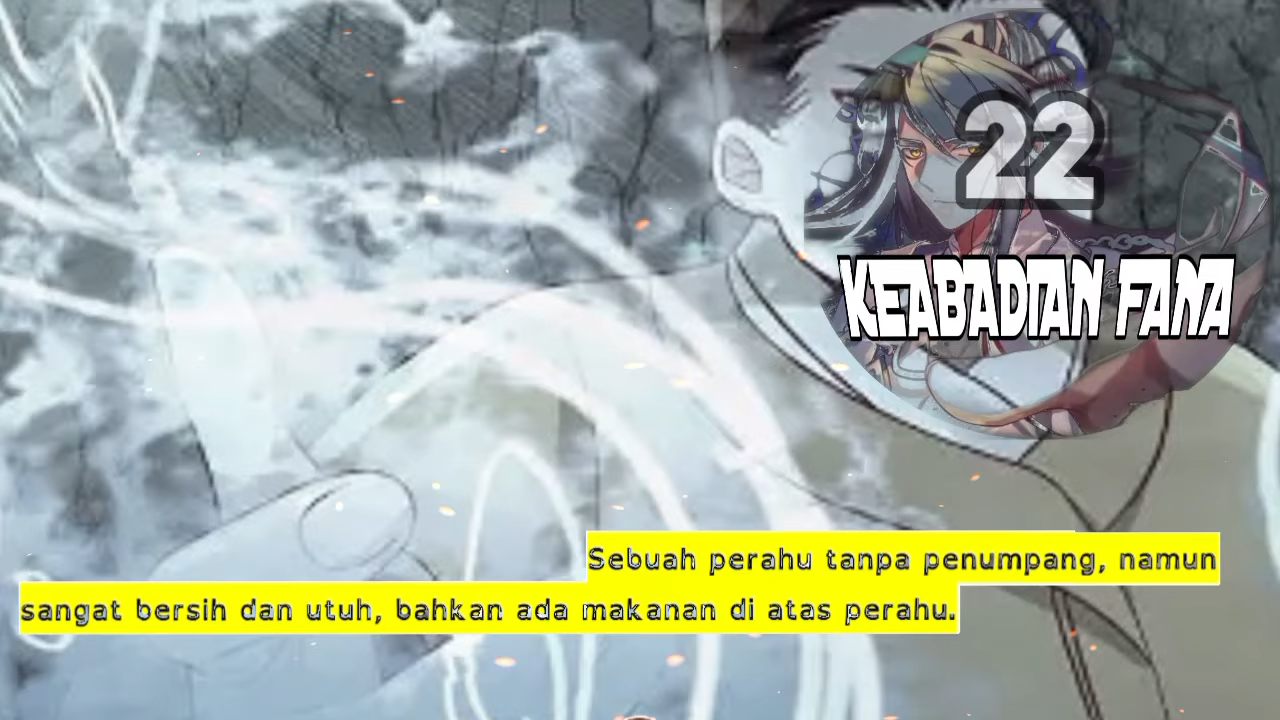 22
KEABADIAN FANA
Sebuah perahu tanpa penumpang, namun
sangat bersih dan utuh, bahkan ada makanan di atas perahu.